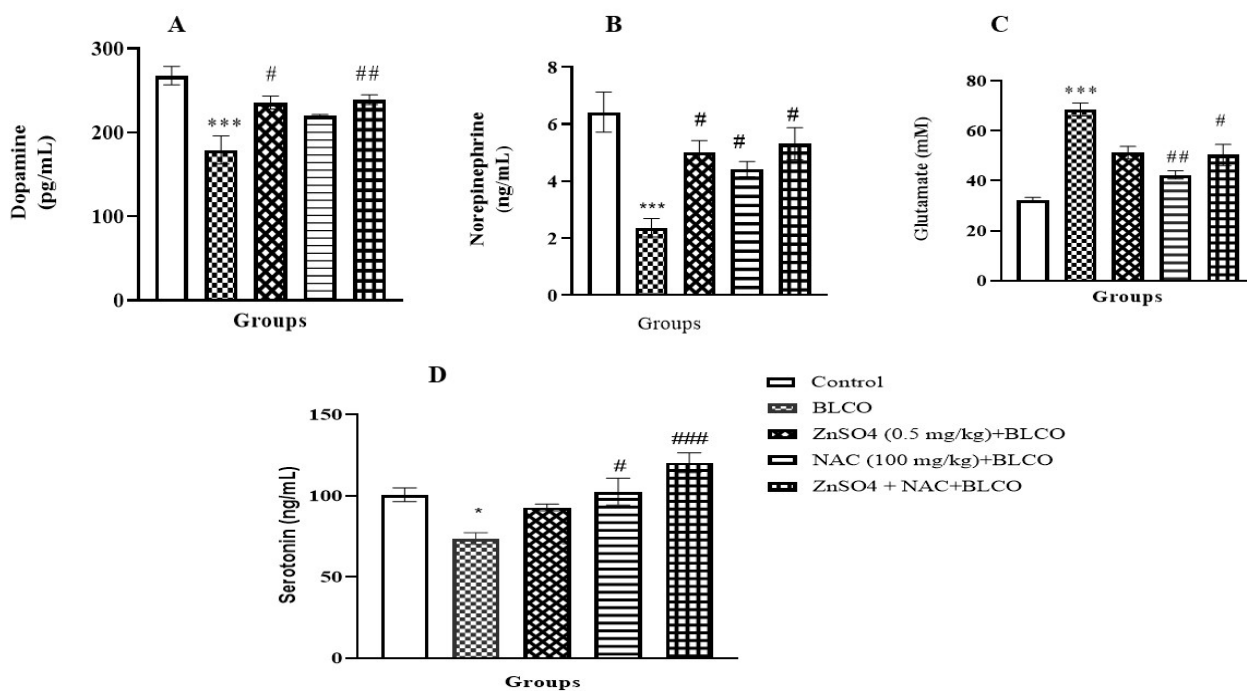 A
Dopamine
(pg/mL)
300
200
100
0
***
#
##
Groups
B
Norepinephrine
(ng/mL)
8
6
4
2
0
***
#
#
#
Groups
C
Glutamate (mM)
80
60
40
20
0
***
##
#
Groups
D
Serotonin (ng/mL)
150
100
50
0
*
#
###
Groups
Control
BLCO
ZnSO4 (0.5 mg/kg)+BLCO
NAC (100 mg/kg)+BLCO
ZnSO4 + NAC+BLCO